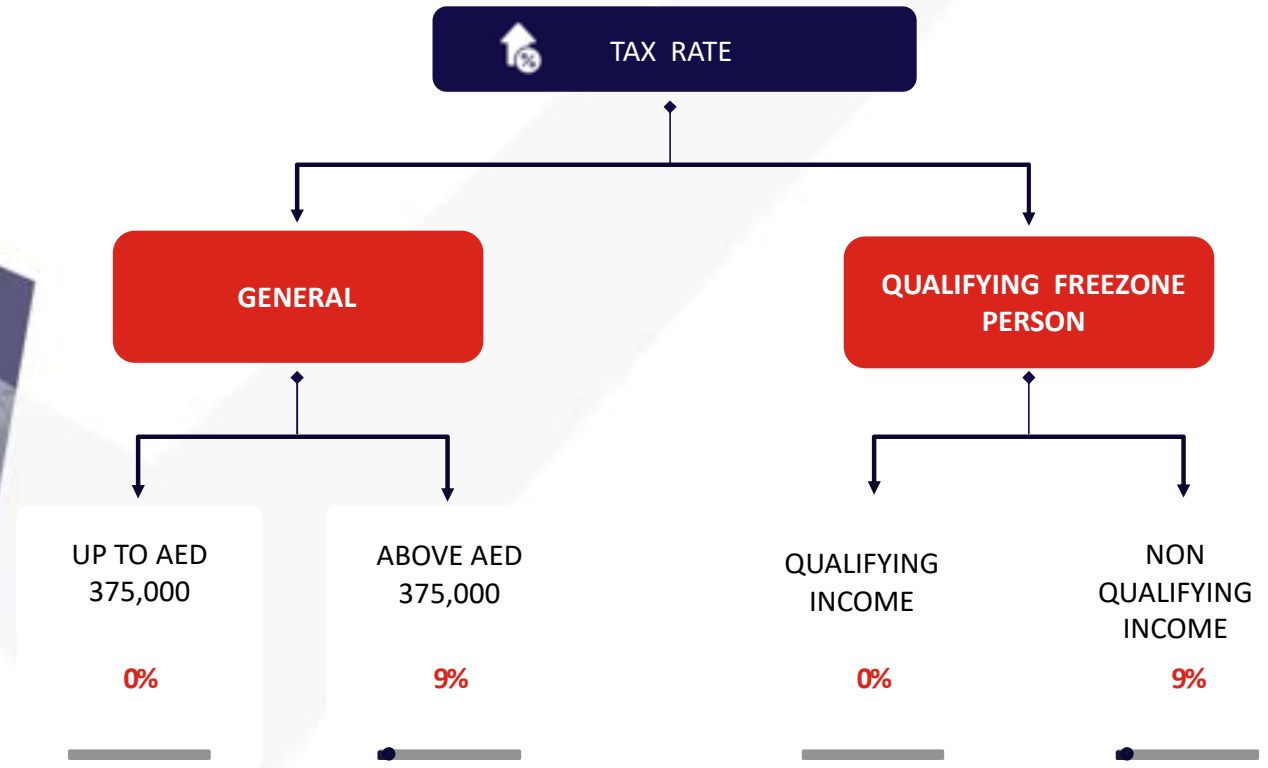 TAX RATE
GENERAL
QUALIFYING FREEZONE
PERSON
UP TO AED
375,000
0%
ABOVE AED
375,000
9%
QUALIFYING
INCOME
0%
NON
QUALIFYING
INCOME
9%